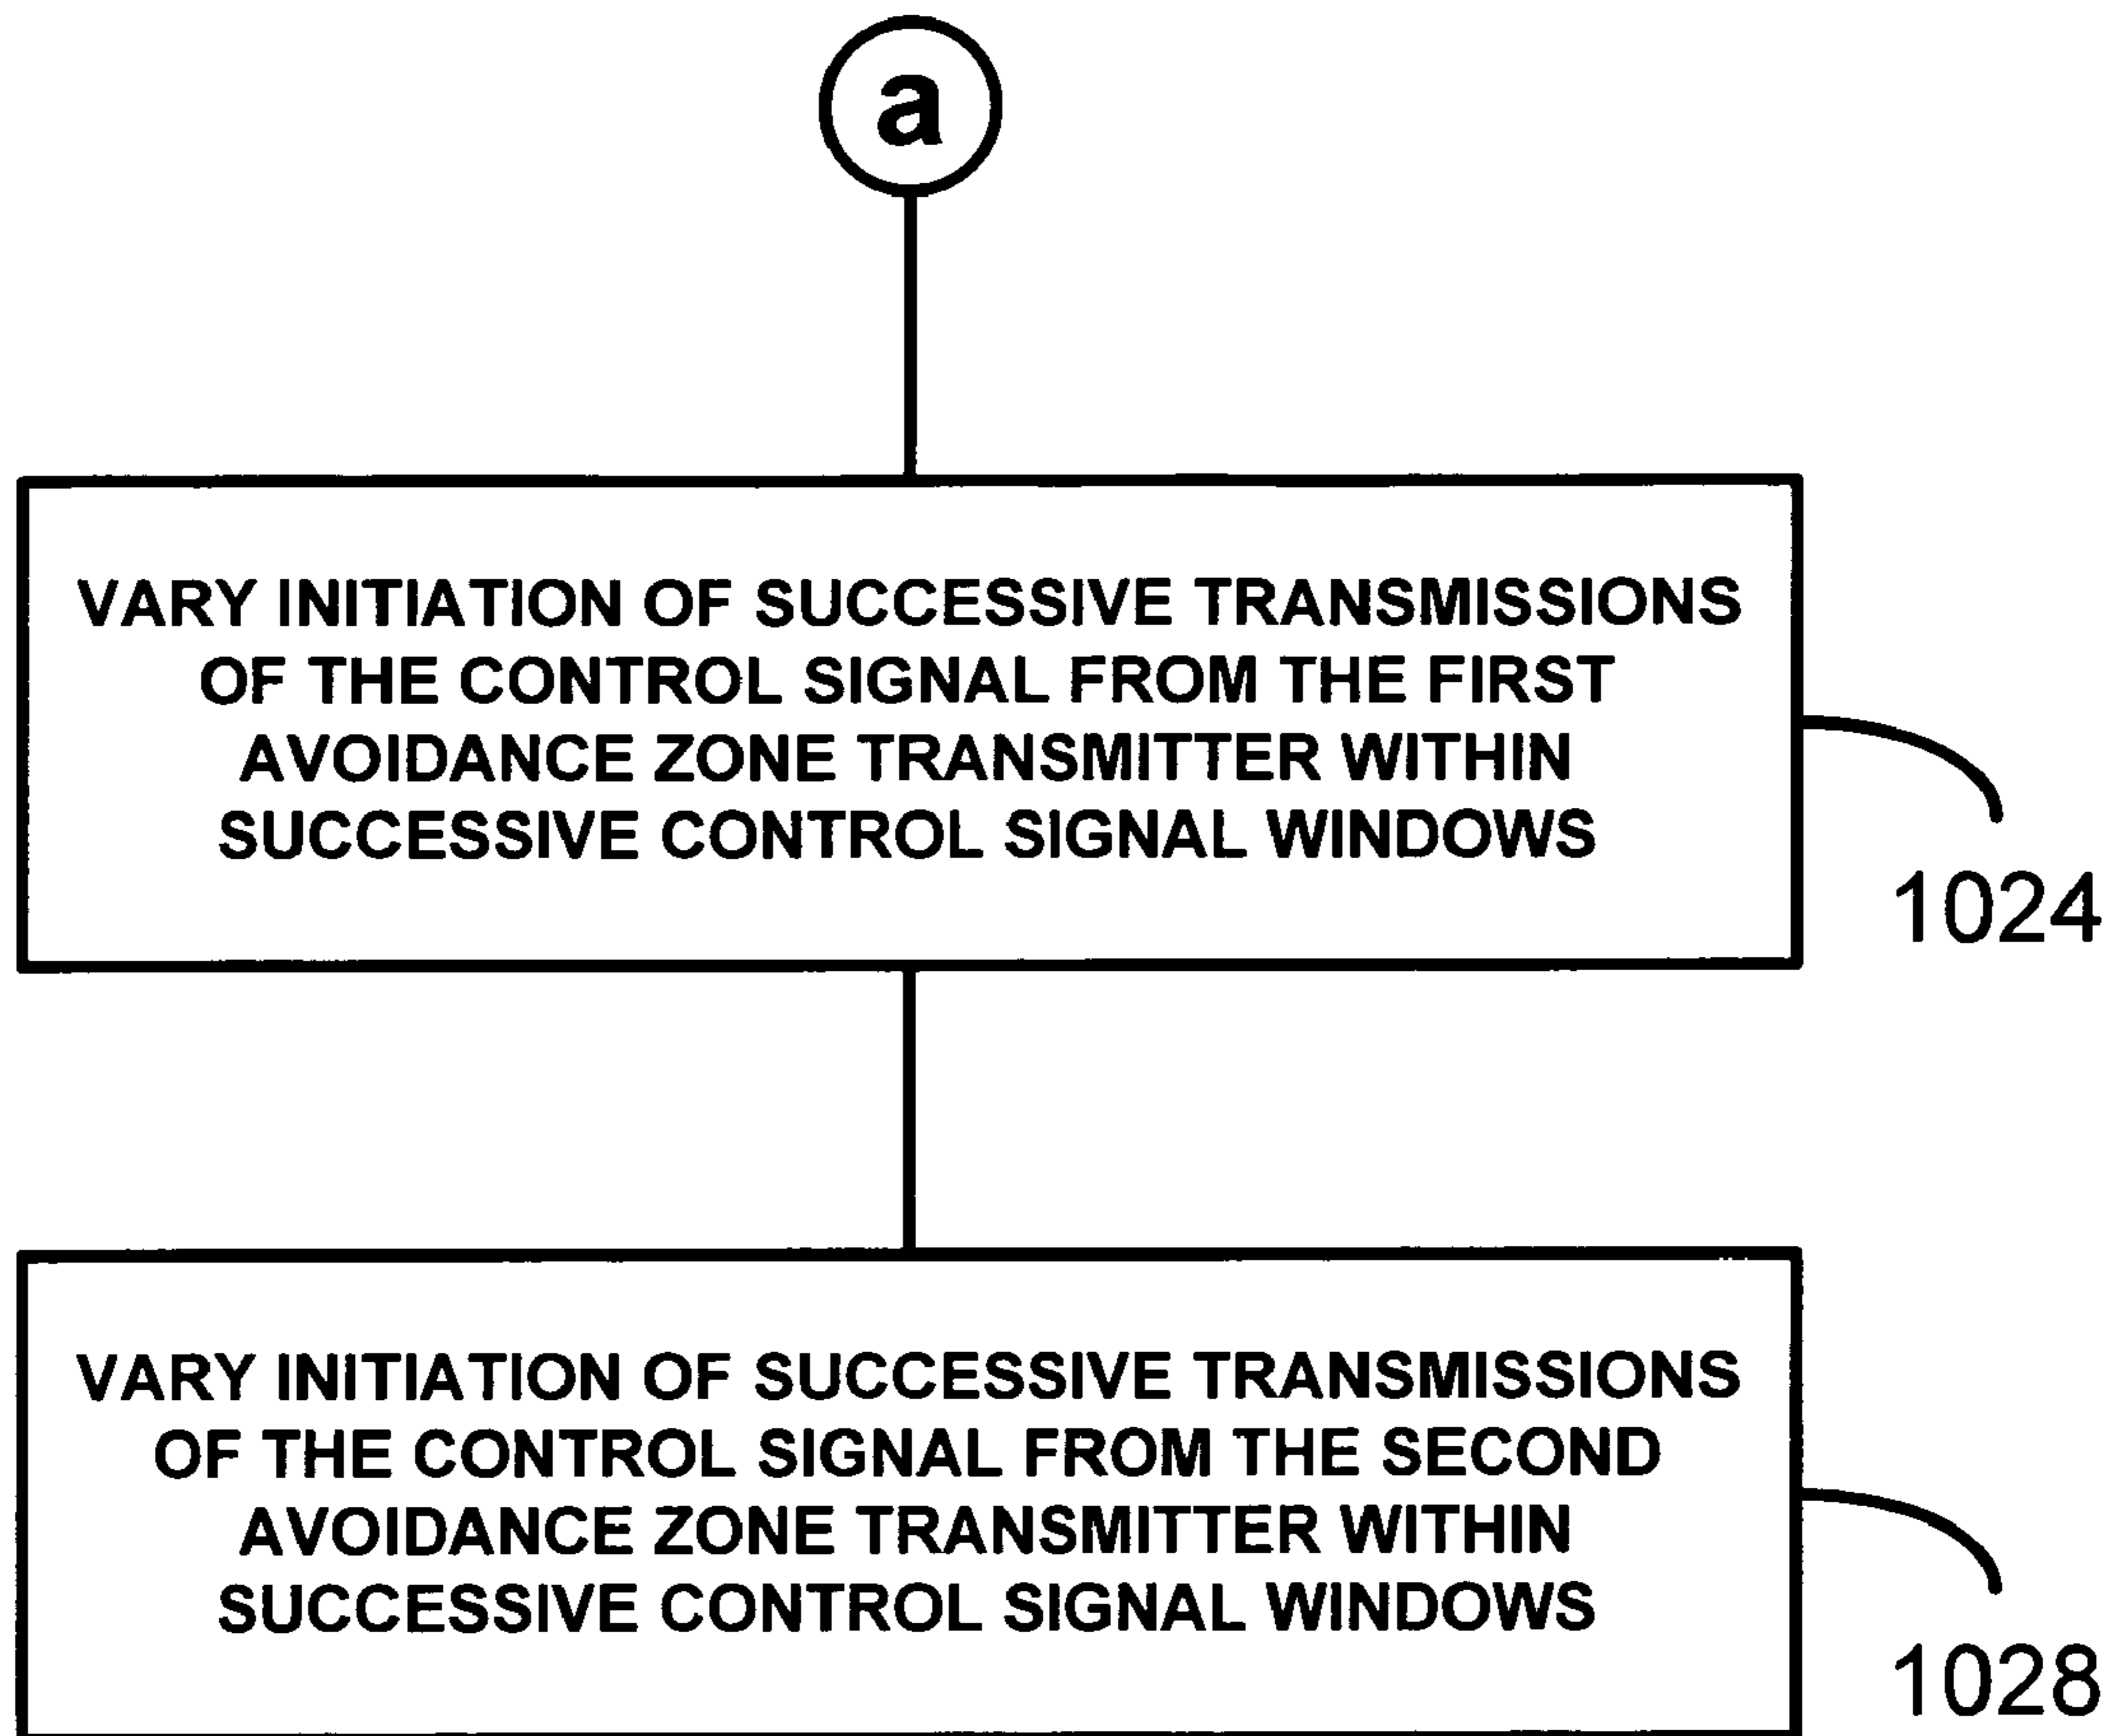 a
VARY INITIATION OF SUCCESSIVE TRANSMISSIONS
OF THE CONTROL SIGNAL FROM THE FIRST
AVOIDANCE ZONE TRANSMITTER WITHIN
SUCCESSIVE CONTROL SIGNAL WINDOWS
1024
VARY INITIATION OF SUCCESSIVE TRANSMISSIONS
OF THE CONTROL SIGNAL FROM THE SECOND
AVOIDANCE ZONE TRANSMITTER WITHIN
SUCCESSIVE CONTROL SIGNAL WINDOWS
1028